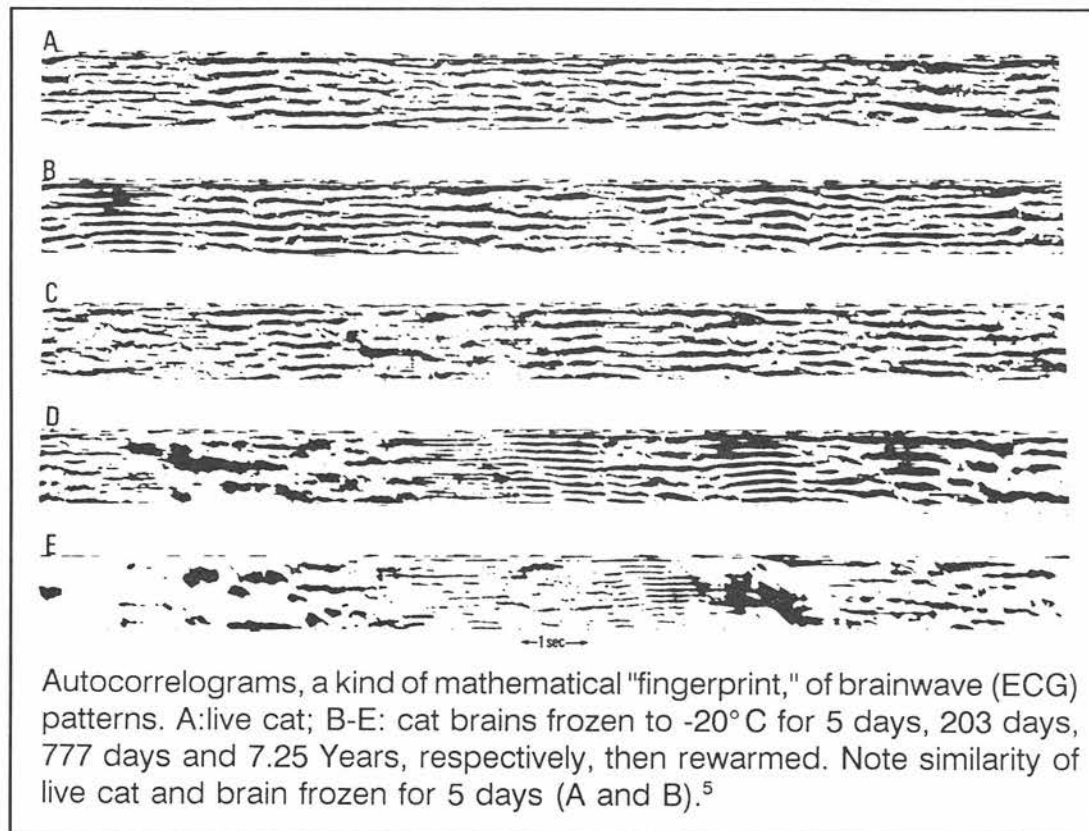 A
B
C
D
E
←1 sec→
Autocorrelograms, a kind of mathematical "fingerprint," of brainwave (ECG)
patterns. A:live cat; B-E: cat brains frozen to -20°C for 5 days, 203 days,
777 days and 7.25 Years, respectively, then rewarmed. Note similarity of
live cat and brain frozen for 5 days (A and B).⁵